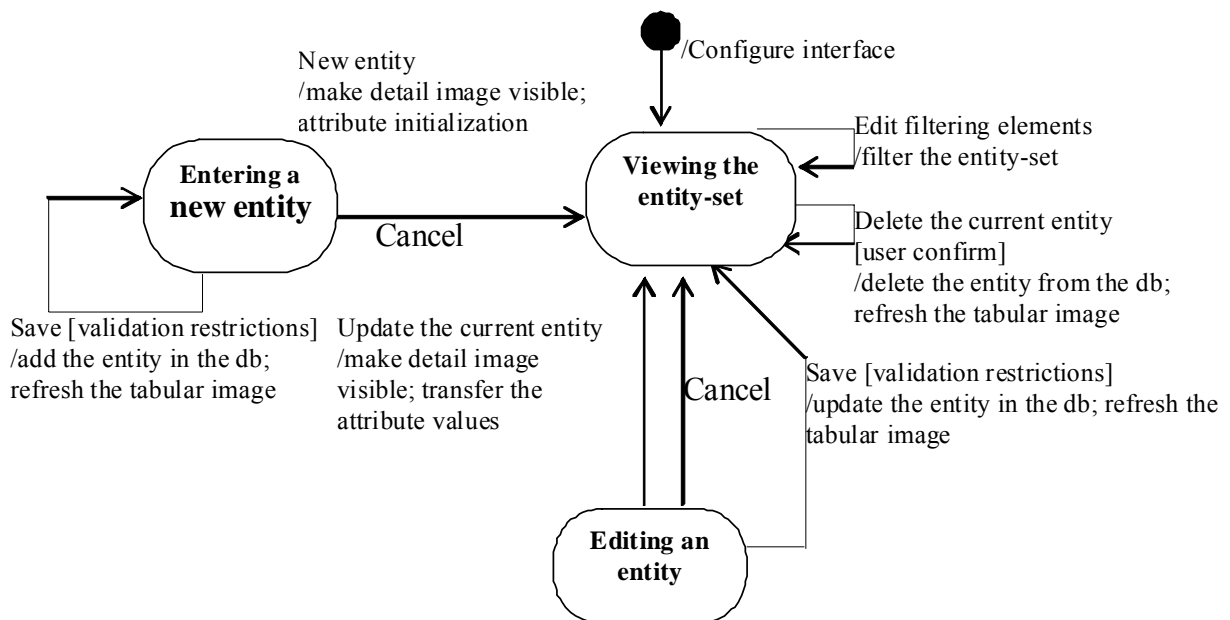 /Configure interface
New entity
/make detail image visible;
attribute initialization
Edit filtering elements
/filter the entity-set
Viewing the
entity-set
Entering a
new entity
Cancel
Delete the current entity
[user confirm]
/delete the entity from the db;
refresh the tabular image
Save [validation restrictions]
/add the entity in the db;
refresh the tabular image
Update the current entity
/make detail image
visible; transfer the
attribute values
Cancel
Save [validation restrictions]
/update the entity in the db; refresh the
tabular image
Editing an
entity